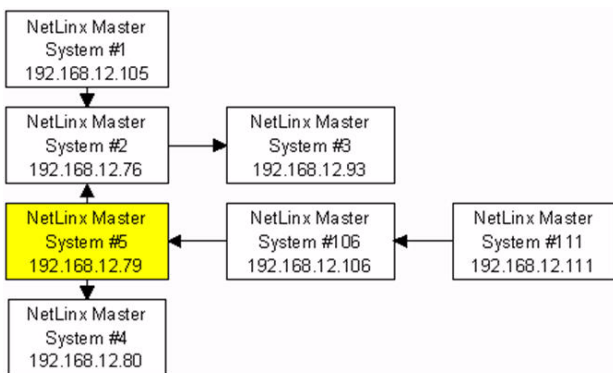 NetLinx Master
System #1
192.168.12.105
NetLinx Master
System #2
192.168.12.76
NetLinx Master
System #3
192.168.12.93
NetLinx Master
System #5
192.168.12.79
NetLinx Master
System #106
192.168.12.106
NetLinx Master
System #111
192.168.12.111
NetLinx Master
System #4
192.168.12.80